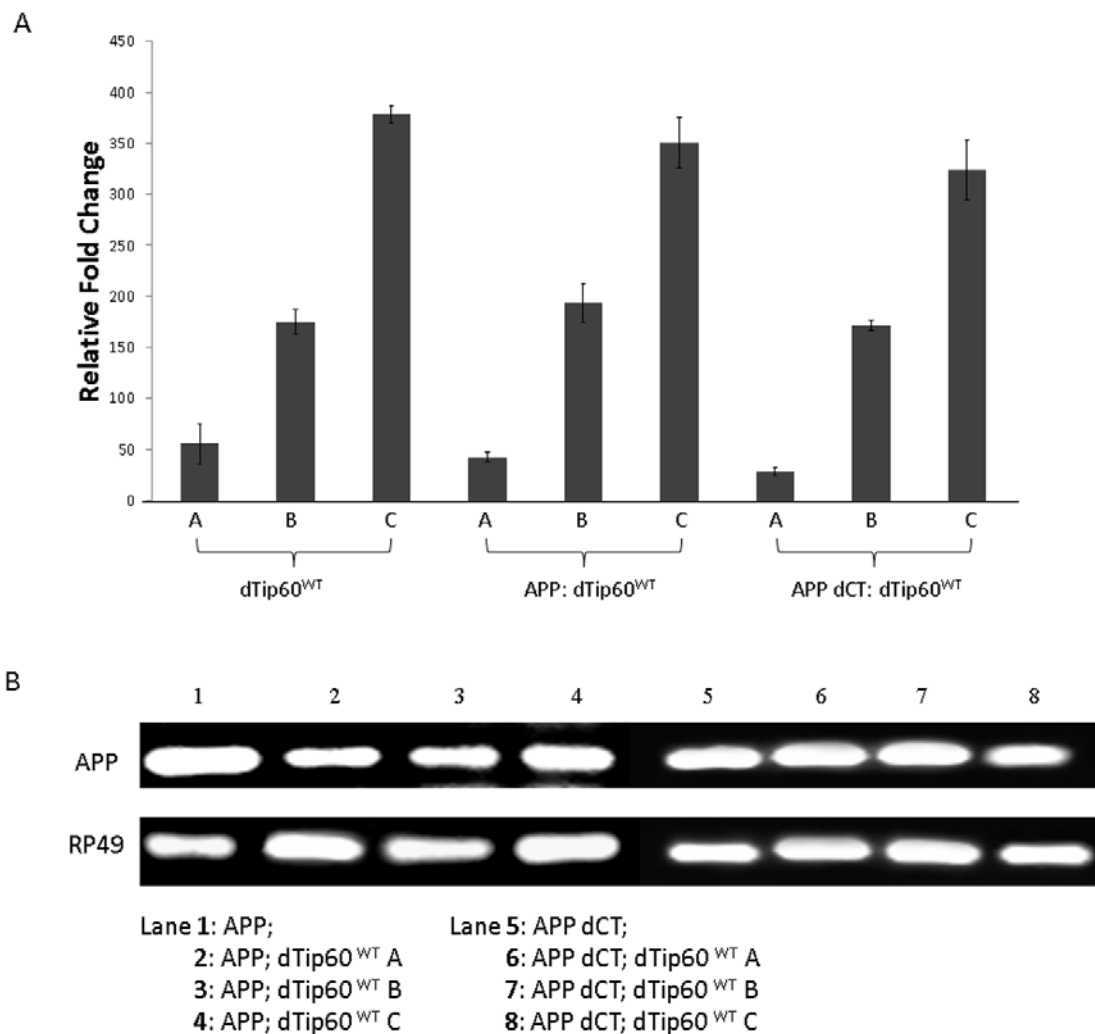 A
Relative Fold Change
450
400
350
300
250
200
150
100
50
0
A B C A B C A B C
dTip60WT APP: dTip60WT APP dCT: dTip60WT
B
1 2 3 4 5 6 7 8
APP
RP49
Lane 1: APP; Lane 5: APP dCT;
2: APP; dTip60 WT A 6: APP dCT; dTip60 WT A
3: APP; dTip60 WT B 7: APP dCT; dTip60 WT B
4: APP; dTip60 WT C 8: APP dCT; dTip60 WT C